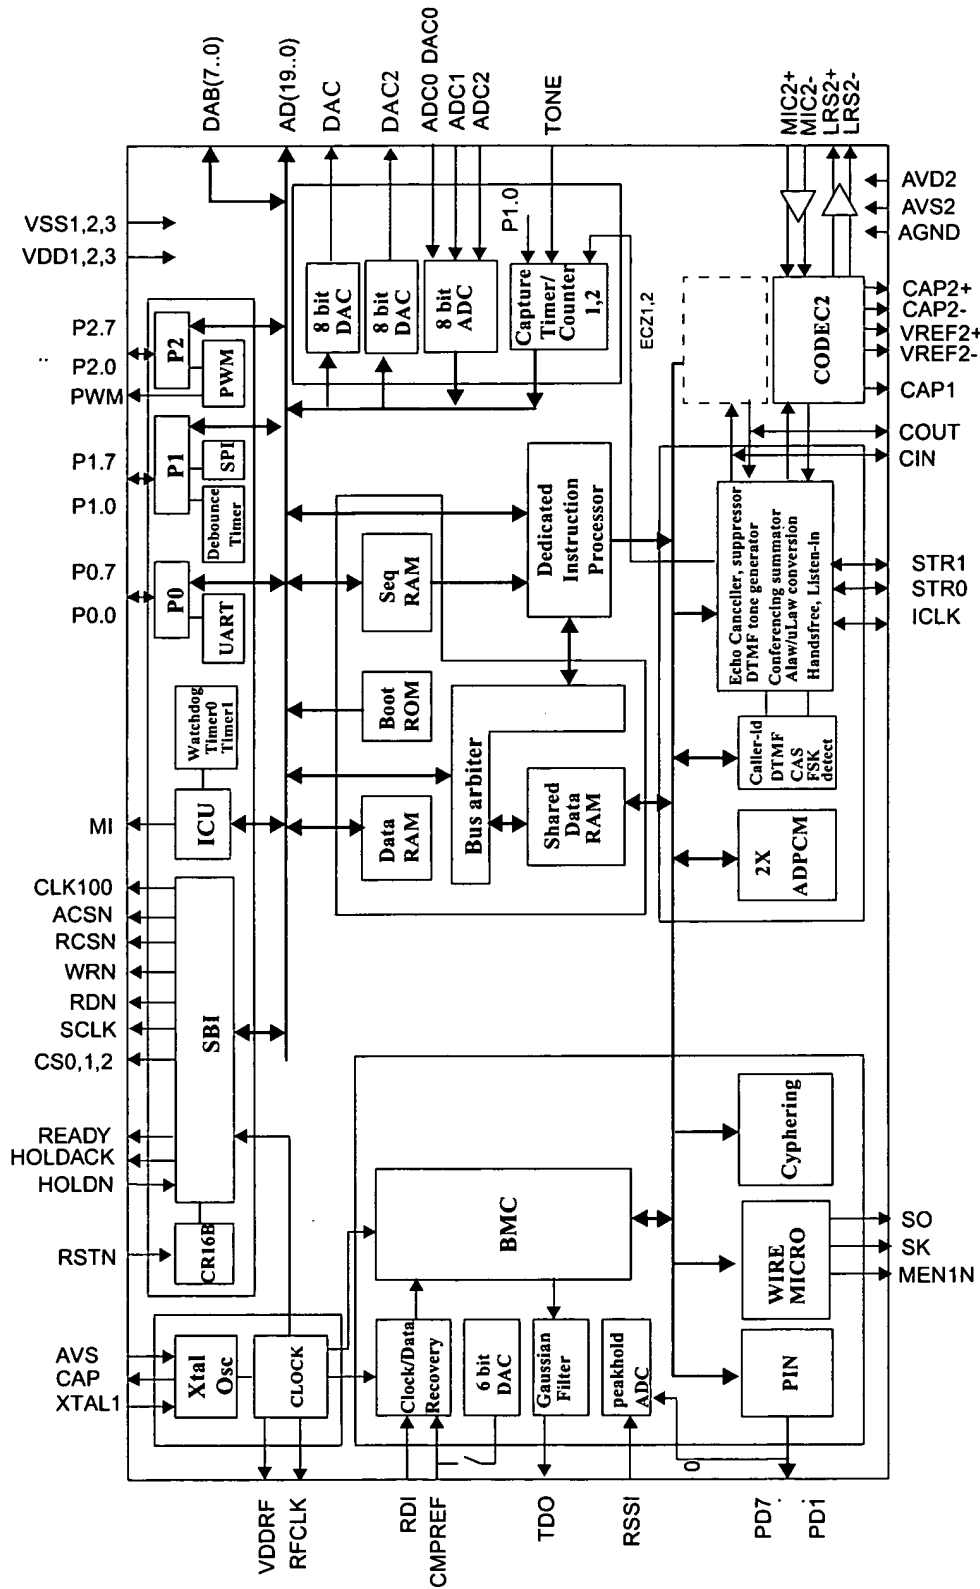 DAB(7..0)
AD(19..0)
DAC
DAC2
ADC0 DAC0
ADC1
ADC2
TONE
MIC2+
MIC2-
LRS2+
LRS2-
VSS1,2,3
VDD1,2,3
P2.7
P2.0
PWM
P1.7
P1.0
P0.7
P0.0
MI
CLK100
ACSN
RCSN
WRN
RDN
SCLK
CS0,1,2
READY
HOLDACK
HOLDN
RSTN
AVS
CAP
XTAL1
P2
PWM
P1
SPI
Debounce
Timer
P0
UART
Watchdog
Timer0
Timer1
ICU
SBI
CR16B
Xtal
Osc
CLOCK
8 bit
DAC
8 bit
DAC
8 bit
ADC
Capture
Timer/
Counter
1,2
P1.0
ECZ1,2
Seq
RAM
Boot
ROM
Data
RAM
Dedicated
Instruction
Processor
Bus arbiter
Shared
Data
RAM
BMC
Clock/Data
Recovery
6 bit
DAC
Gaussian
Filter
peakhold
ADC
0
CODEC2
Echo Canceller, suppressor
DTMF tone generator
Conferencing summator
Alaw/uLaw conversion
Handsfree, Listen-in
Caller-id
DTMF
CAS
FSK
detect
2X
ADPCM
Cyphering
WIRE
MICRO
PIN
AVD2
AVS2
AGND
CAP2+
CAP2-
VREF2+
VREF2-
CAP1
COUT
CIN
STR1
STR0
ICLK
SO
SK
MEN1N
VDDRF
RFCLK
RDI
CMPREF
TDO
RSSI
PD7
PD1